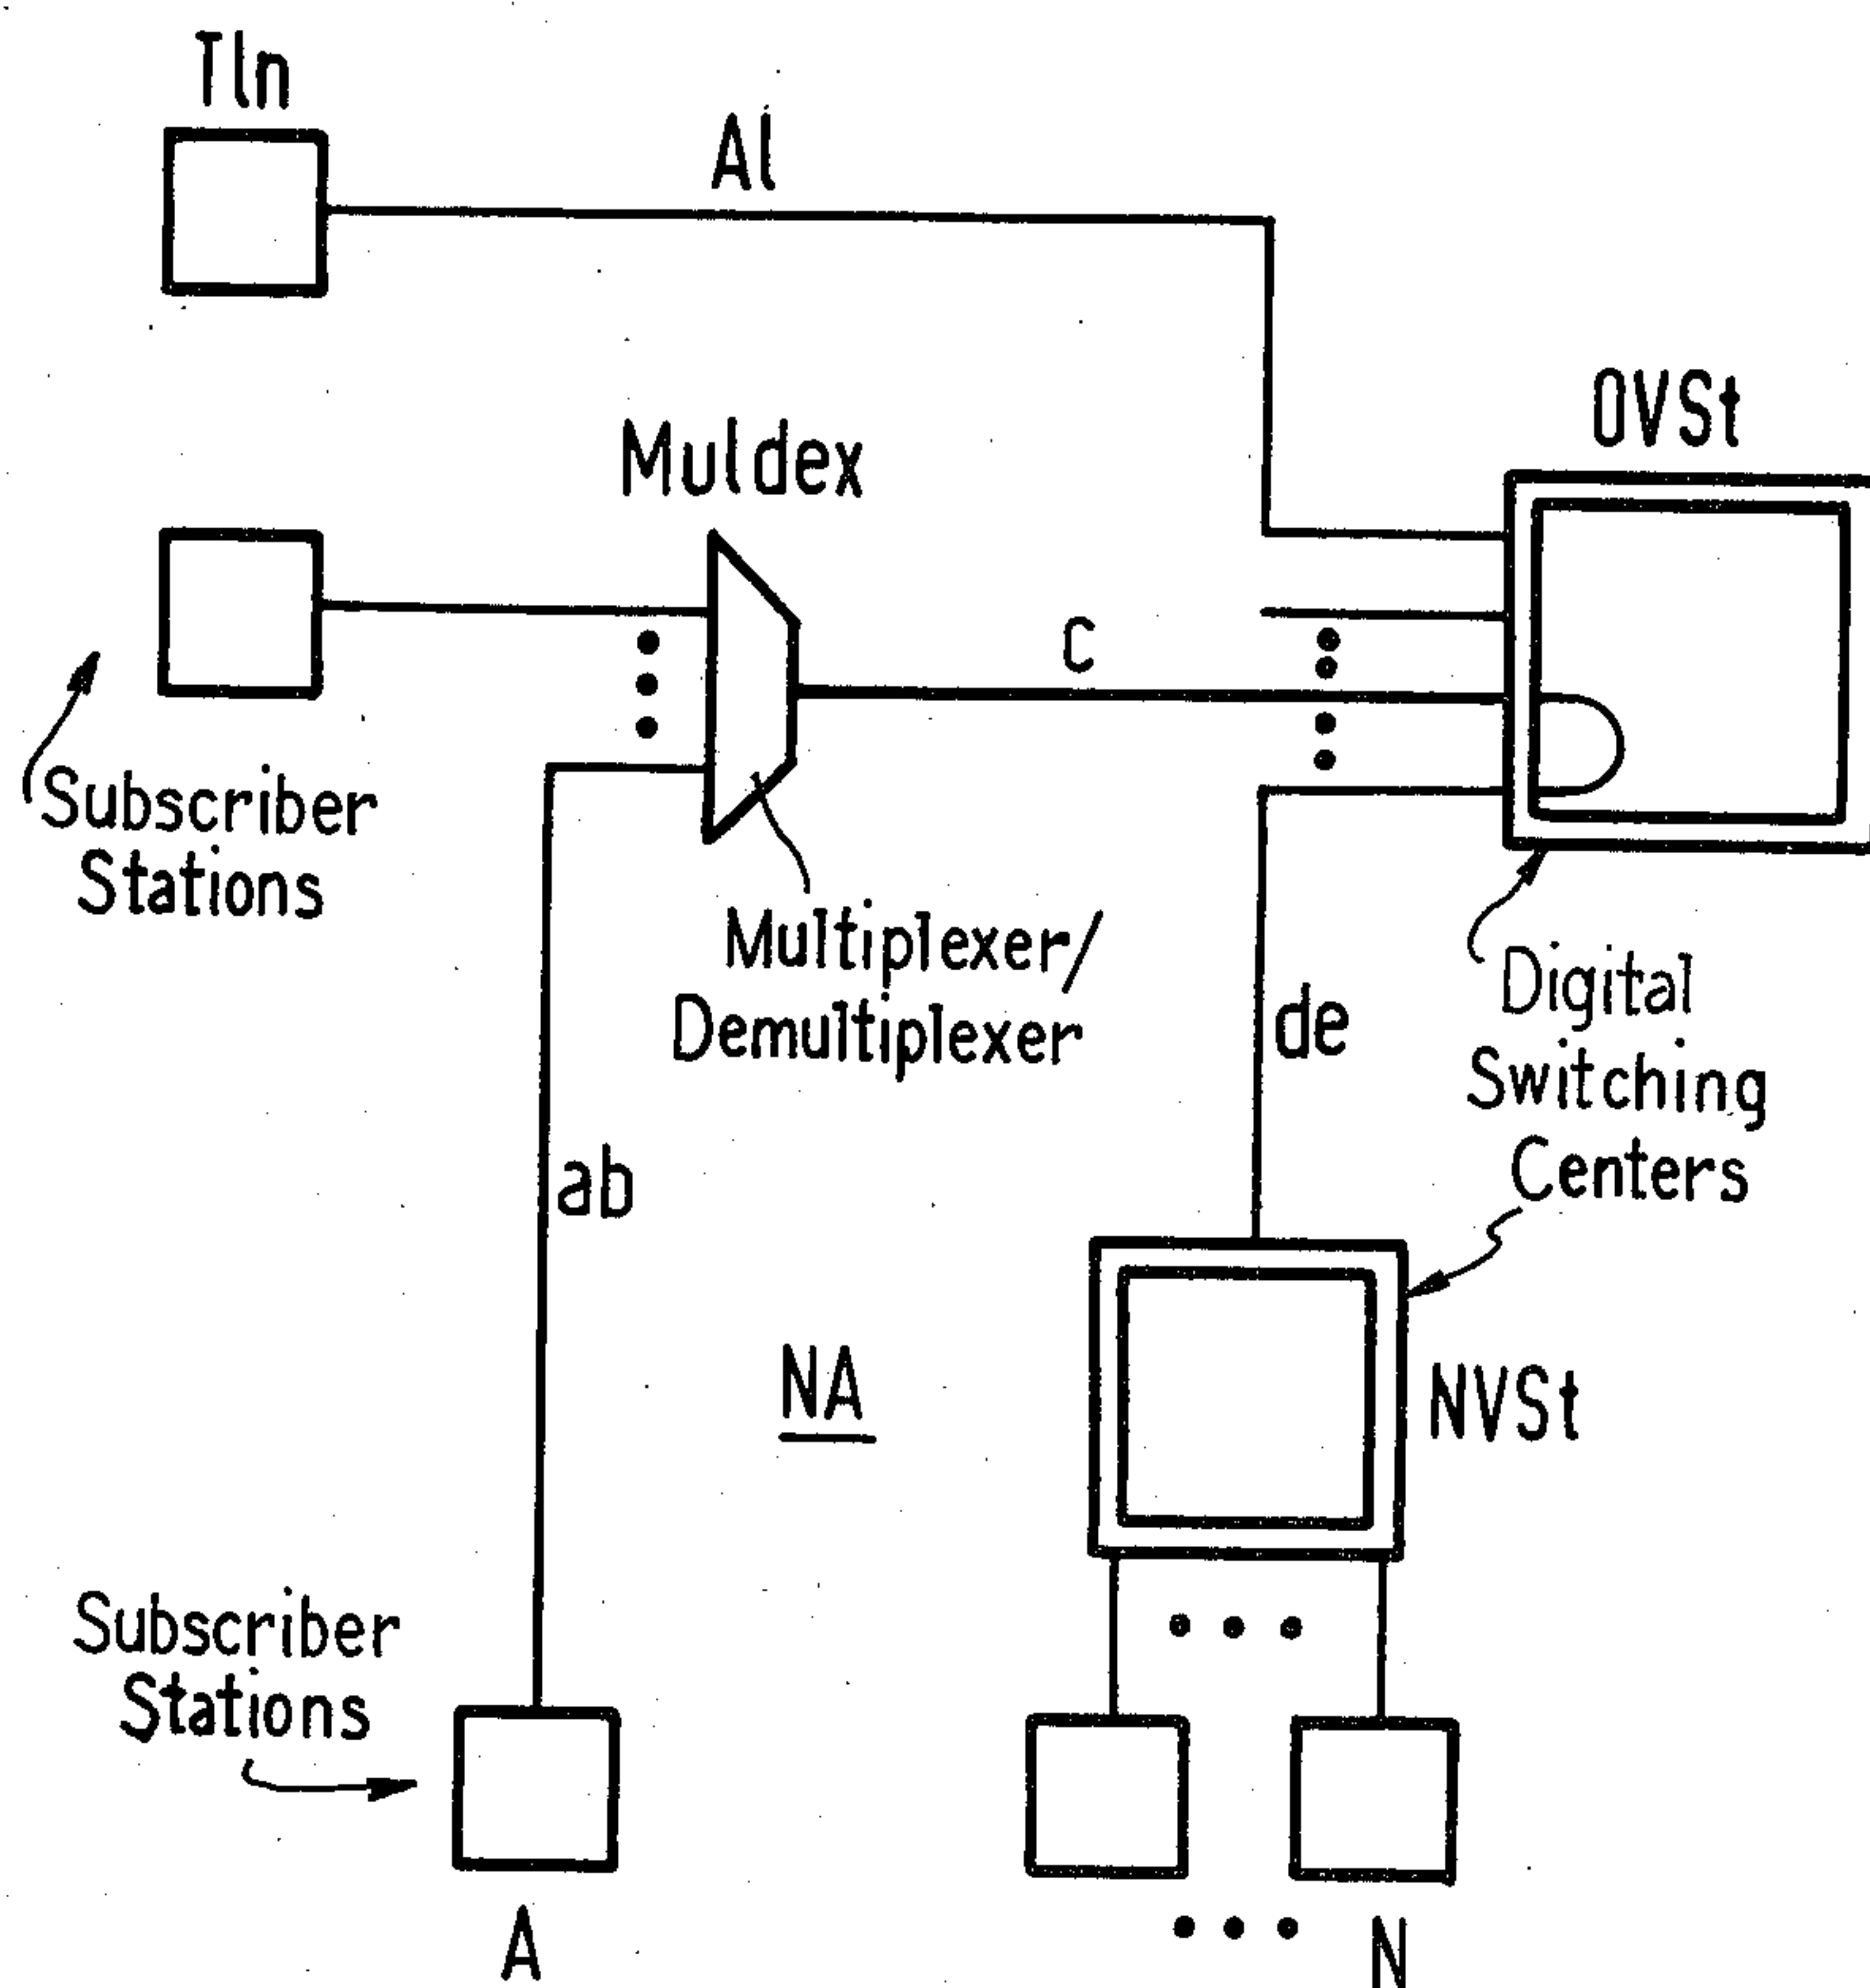 Tln
Al
OVSt
Muldex
C
Subscriber
Stations
Multiplexer/
Demultiplexer
de
Digital
Switching
Centers
ab
NA
NVSt
Subscriber
Stations
A
N